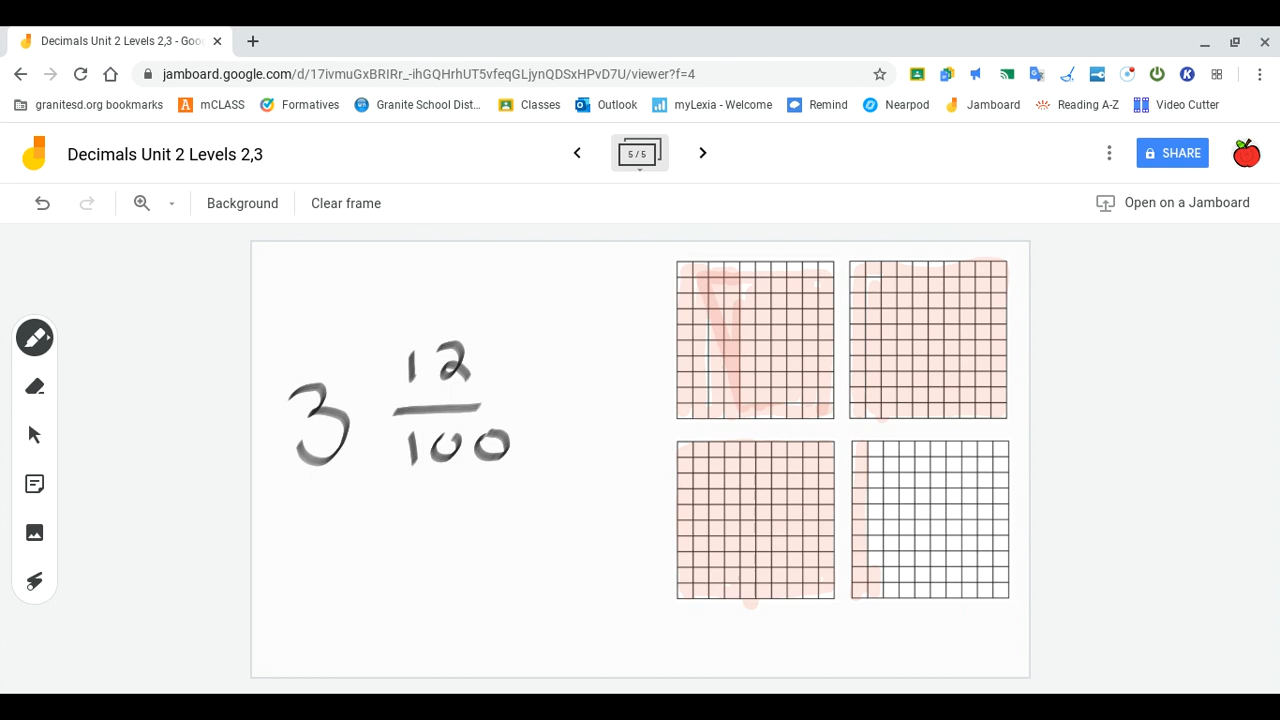 Decimals Unit 2 Levels 2,3 - Goo
jamboard.google.com/d/17ivmuGxBRIRr_-ihGQHrhUT5vfeqGLjynQDSxHPvD7U/viewer?f=4
granitesd.org bookmarks
mCLASS
Formatives
Granite School Dist...
Classes
Outlook
myLexia - Welcome
Remind
Nearpod
Jamboard
Reading A-Z
Video Cutter
Decimals Unit 2 Levels 2,3
5 / 5
SHARE
Background
Clear frame
Open on a Jamboard
3 12
100